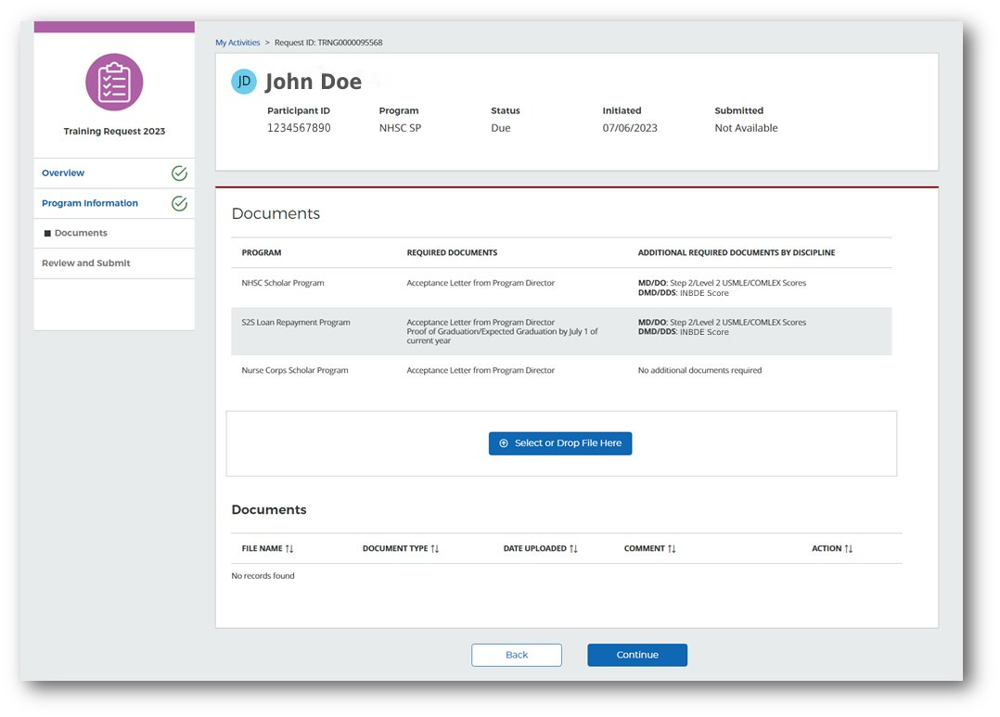 My Activities > Request ID: TRNG0000095568
JD John Doe
Participant ID Program Status Initiated Submitted
1234567890 NHSC SP Due 07/06/2023 Not Available
Training Request 2023
Overview
Program Information
Documents
Review and Submit
Documents
PROGRAM REQUIRED DOCUMENTS ADDITIONAL REQUIRED DOCUMENTS BY DISCIPLINE
NHSC Scholar Program Acceptance Letter from Program Director MD/DO: Step 2/Level 2 USMLE/COMLEX Scores
DMD/DDS: INBDE Score
S2S Loan Repayment Program Acceptance Letter from Program Director MD/DO: Step 2/Level 2 USMLE/COMLEX Scores
Proof of Graduation/Expected Graduation by July 1 of DMD/DDS: INBDE Score
current year
Nurse Corps Scholar Program Acceptance Letter from Program Director No additional documents required
Select or Drop File Here
Documents
FILE NAME ↑↓ DOCUMENT TYPE ↑↓ DATE UPLOADED ↑↓ COMMENT ↑↓ ACTION ↑↓
No records found
Back Continue